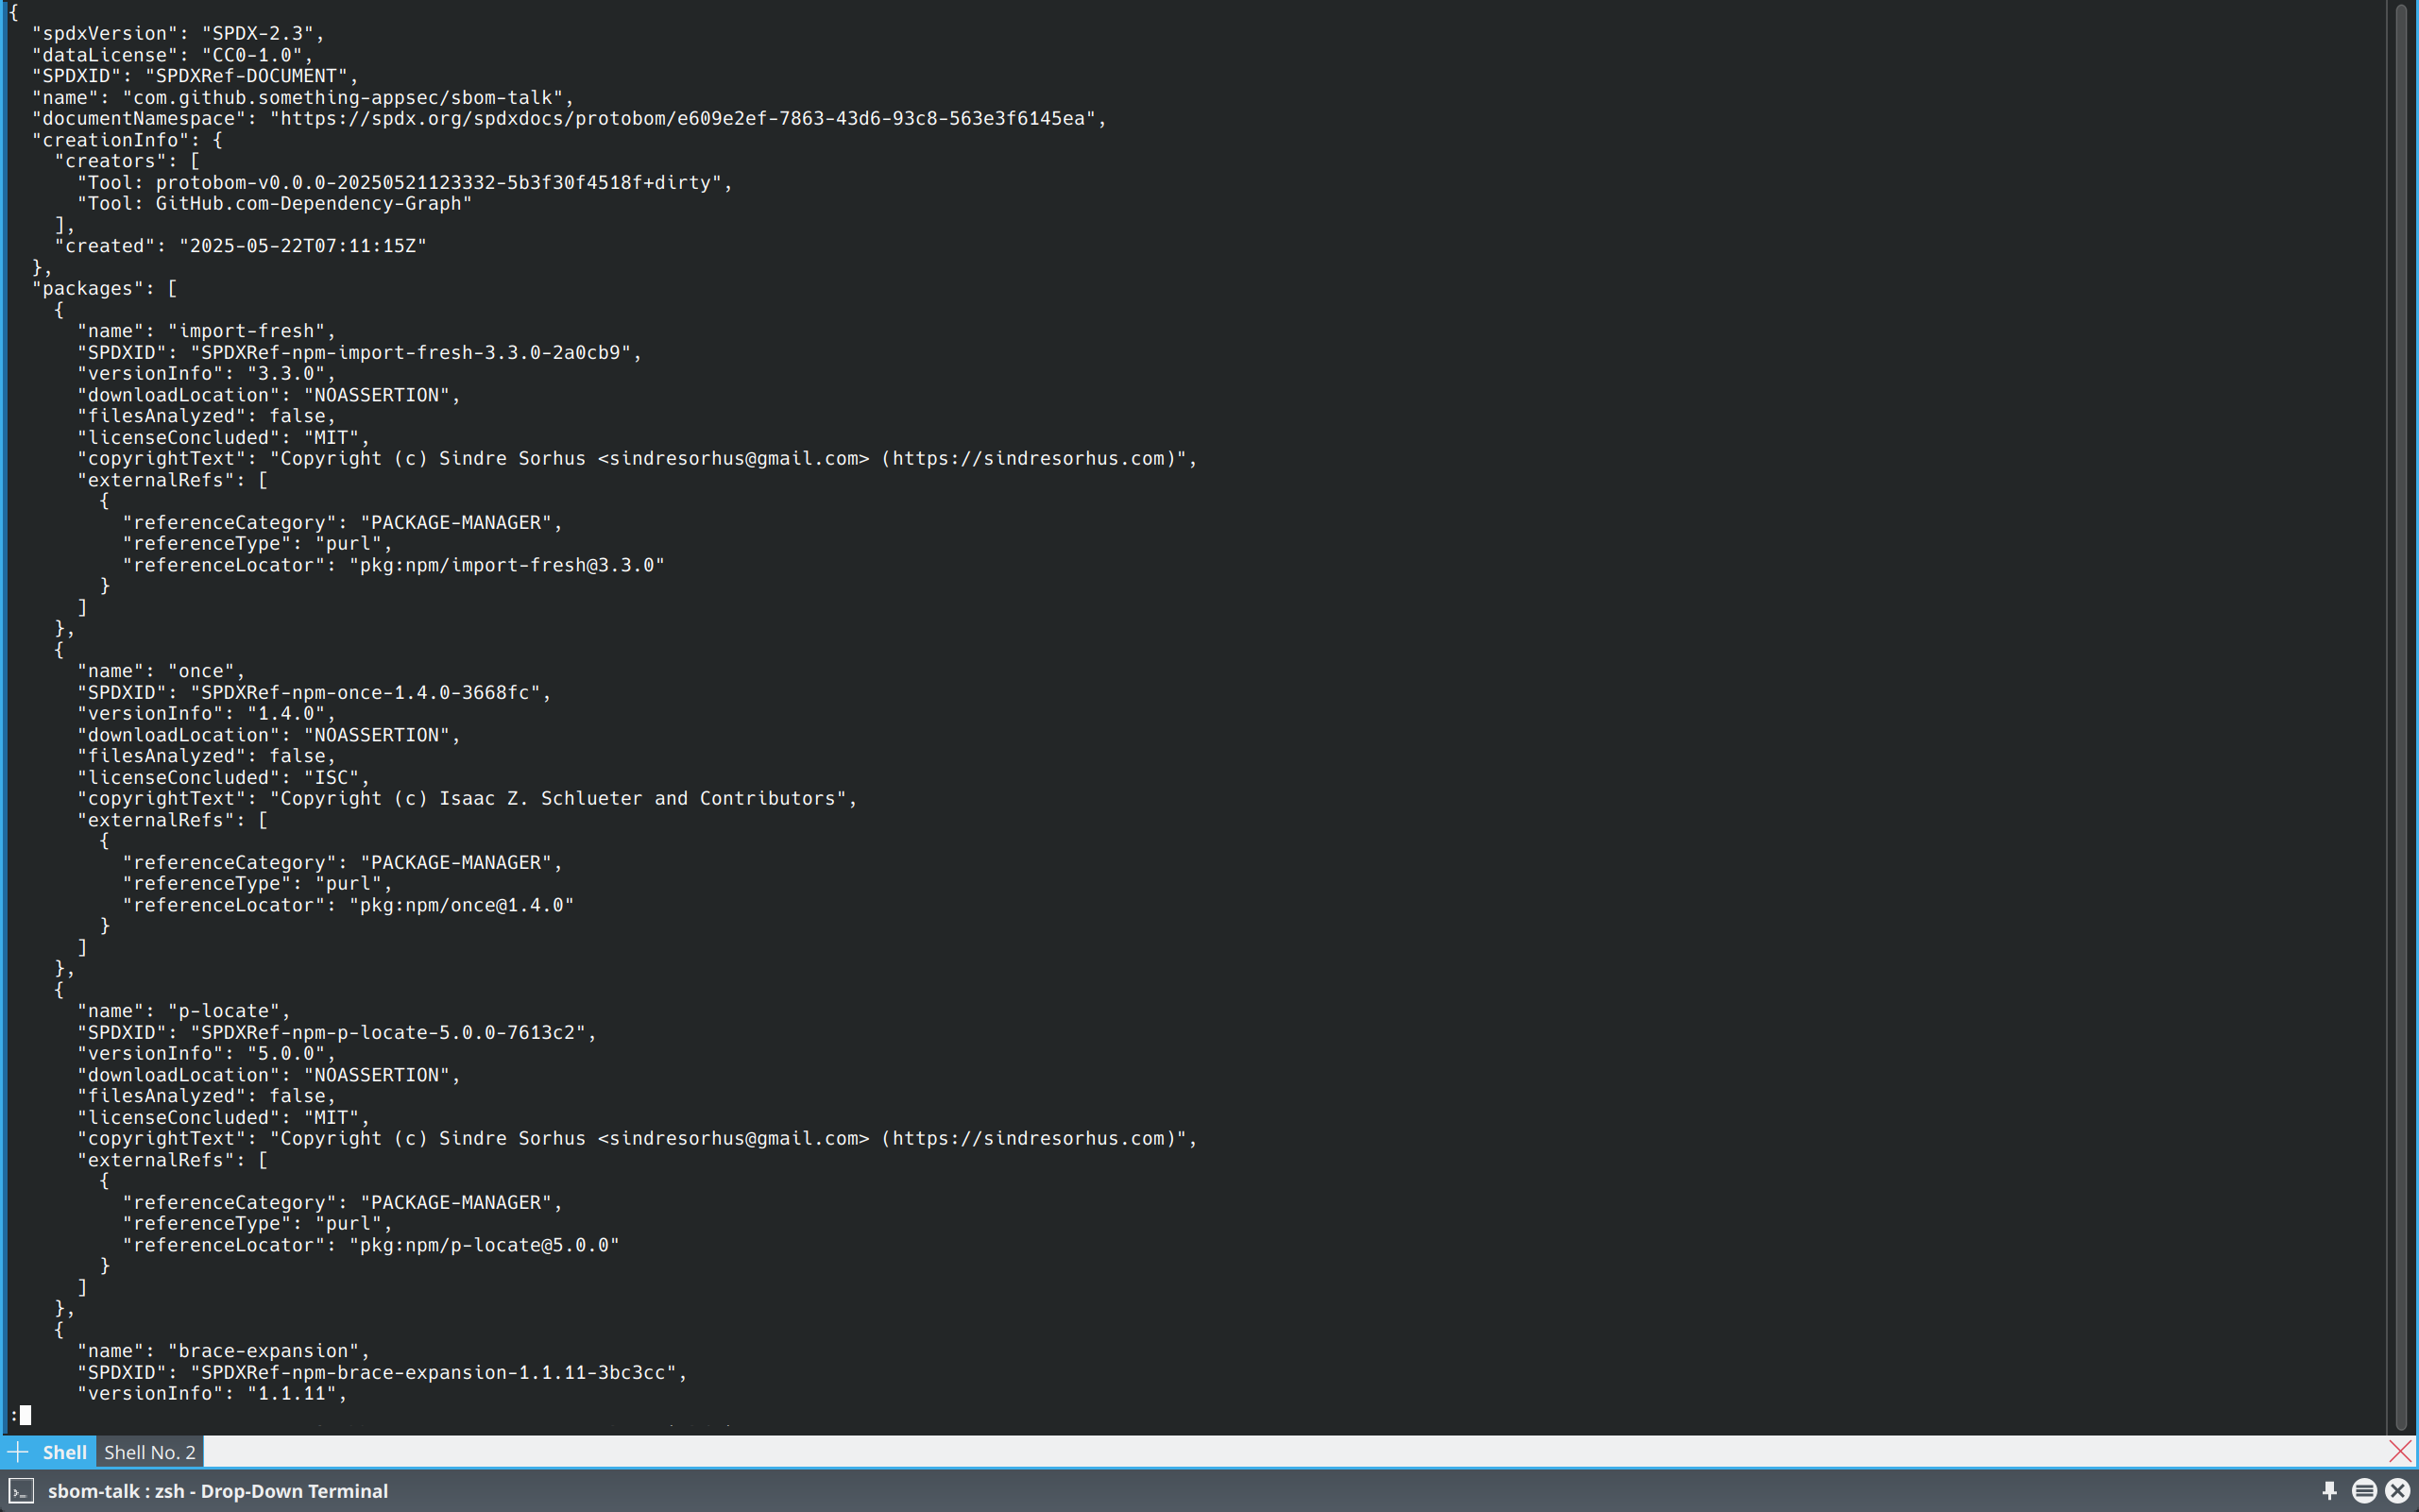 {
  "spdxVersion": "SPDX-2.3",
  "dataLicense": "CC0-1.0",
  "SPDXID": "SPDXRef-DOCUMENT",
  "name": "com.github.something-appsec/sbom-talk",
  "documentNamespace": "https://spdx.org/spdxdocs/protobom/e609e2ef-7863-43d6-93c8-563e3f6145ea",
  "creationInfo": {
    "creators": [
      "Tool: protobom-v0.0.0-20250521123332-5b3f30f4518f+dirty",
      "Tool: GitHub.com-Dependency-Graph"
    ],
    "created": "2025-05-22T07:11:15Z"
  },
  "packages": [
    {
      "name": "import-fresh",
      "SPDXID": "SPDXRef-npm-import-fresh-3.3.0-2a0cb9",
      "versionInfo": "3.3.0",
      "downloadLocation": "NOASSERTION",
      "filesAnalyzed": false,
      "licenseConcluded": "MIT",
      "copyrightText": "Copyright (c) Sindre Sorhus <sindresorhus@gmail.com> (https://sindresorhus.com)",
      "externalRefs": [
        {
          "referenceCategory": "PACKAGE-MANAGER",
          "referenceType": "purl",
          "referenceLocator": "pkg:npm/import-fresh@3.3.0"
        }
      ]
    },
    {
      "name": "once",
      "SPDXID": "SPDXRef-npm-once-1.4.0-3668fc",
      "versionInfo": "1.4.0",
      "downloadLocation": "NOASSERTION",
      "filesAnalyzed": false,
      "licenseConcluded": "ISC",
      "copyrightText": "Copyright (c) Isaac Z. Schlueter and Contributors",
      "externalRefs": [
        {
          "referenceCategory": "PACKAGE-MANAGER",
          "referenceType": "purl",
          "referenceLocator": "pkg:npm/once@1.4.0"
        }
      ]
    },
    {
      "name": "p-locate",
      "SPDXID": "SPDXRef-npm-p-locate-5.0.0-7613c2",
      "versionInfo": "5.0.0",
      "downloadLocation": "NOASSERTION",
      "filesAnalyzed": false,
      "licenseConcluded": "MIT",
      "copyrightText": "Copyright (c) Sindre Sorhus <sindresorhus@gmail.com> (https://sindresorhus.com)",
      "externalRefs": [
        {
          "referenceCategory": "PACKAGE-MANAGER",
          "referenceType": "purl",
          "referenceLocator": "pkg:npm/p-locate@5.0.0"
        }
      ]
    },
    {
      "name": "brace-expansion",
      "SPDXID": "SPDXRef-npm-brace-expansion-1.1.11-3bc3cc",
      "versionInfo": "1.1.11",
:
Shell Shell No. 2
sbom-talk : zsh - Drop-Down Terminal